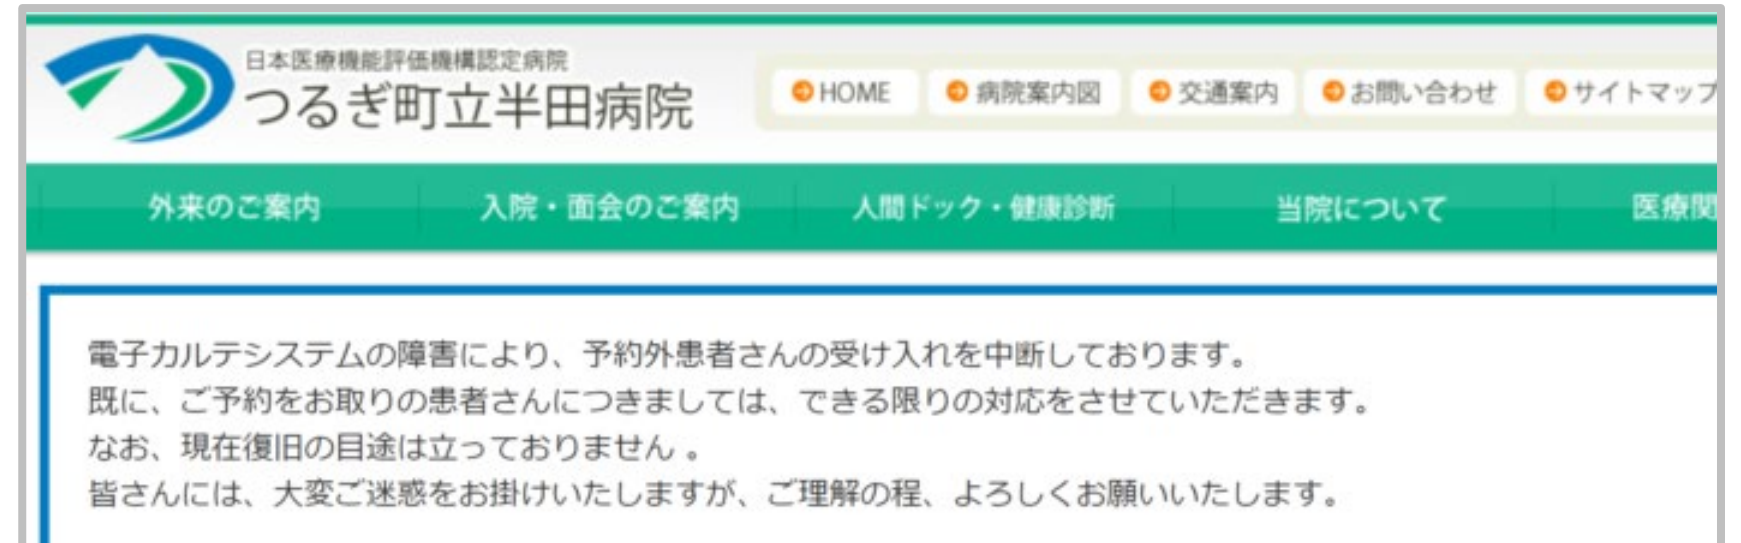 日本医療機能評価機構認定病院
つるぎ町立半田病院
HOME 病院案内図 交通案内 お問い合わせ サイトマップ
外来のご案内 入院・面会のご案内 人間ドック・健康診断 当院について 医療関
電子カルテシステムの障害により、予約外患者さんの受け入れを中断しております。
既に、ご予約をお取りの患者さんにつきましては、できる限りの対応をさせていただきます。
なお、現在復旧の目途は立っておりません 。
皆さんには、大変ご迷惑をお掛けいたしますが、ご理解の程、よろしくお願いいたします。